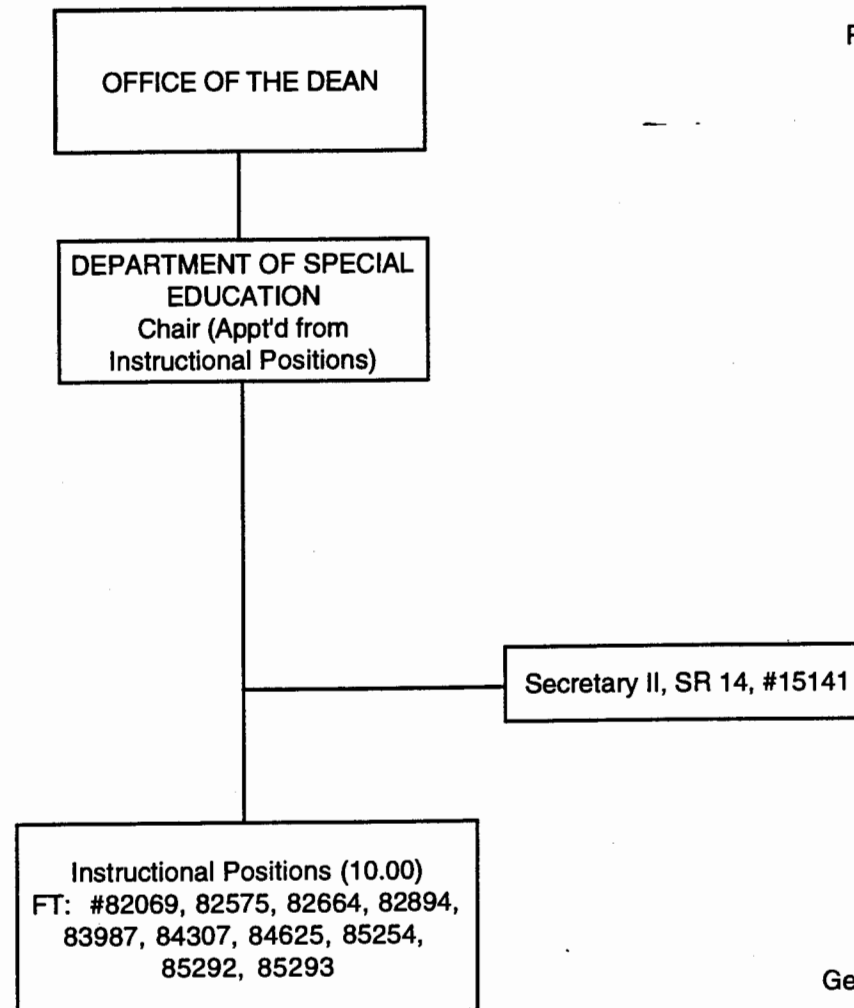 OFFICE OF THE DEAN
DEPARTMENT OF SPECIAL
EDUCATION
Chair (Appt'd from
Instructional Positions)
Secretary II, SR 14, #15141
Instructional Positions (10.00)
FT: #82069, 82575, 82664, 82894,
83987, 84307, 84625, 85254,
85292, 85293